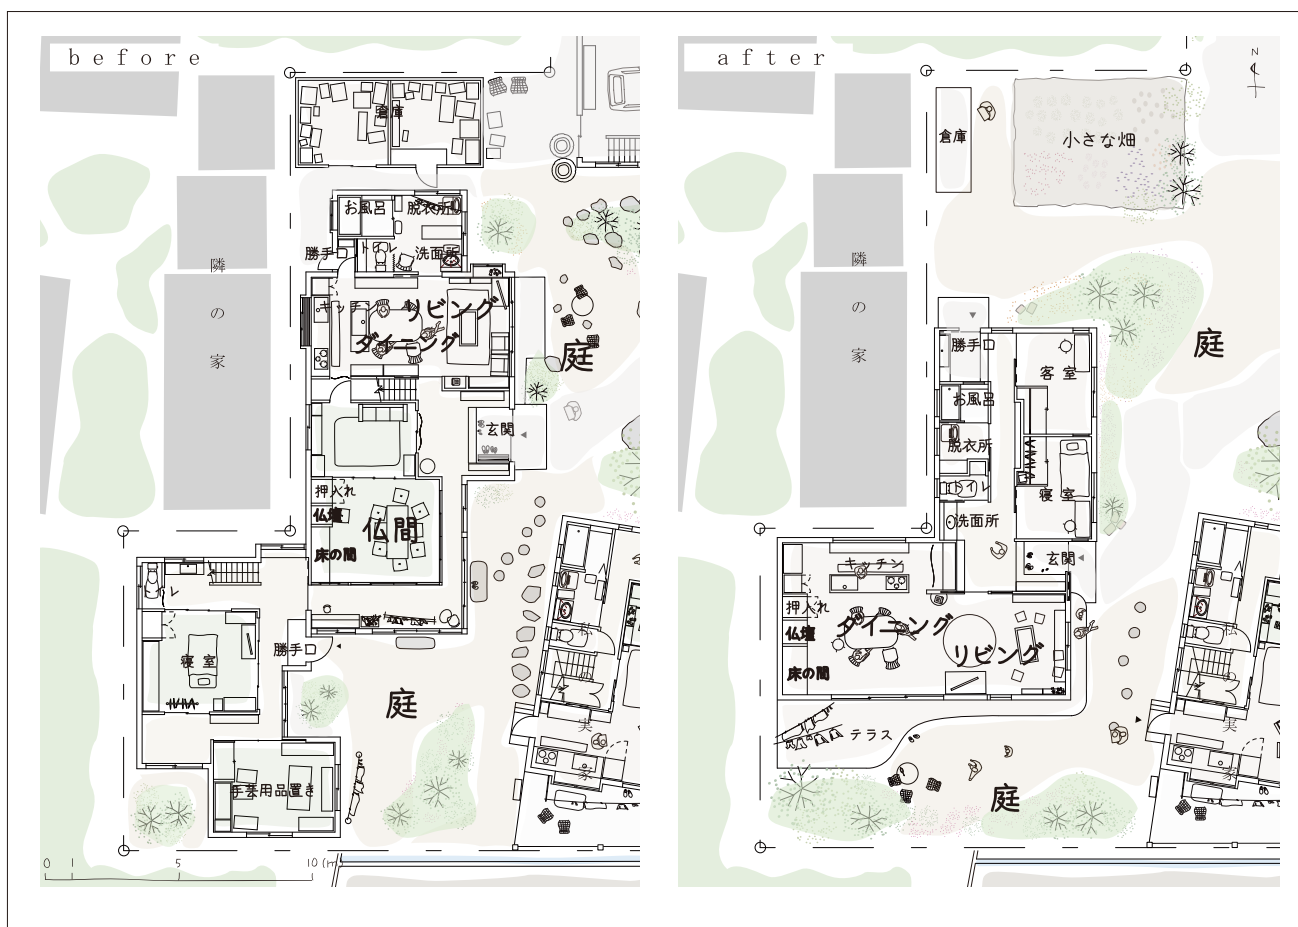 before
倉庫
お風呂
脱衣所
勝手口
トイレ
洗面所
キッチン
リビング
ダイニング
庭
玄関
押入れ
仏壇
仏間
床の間
トイレ
寝室
勝手口
庭
手芸用品置き
隣の家
0 1 5 10 (m)
after
N
倉庫
小さな畑
隣の家
庭
勝手口
客室
お風呂
脱衣所
トイレ
寝室
洗面所
玄関
キッチン
押入れ
仏壇
ダイニング
リビング
床の間
テラス
庭
実
家